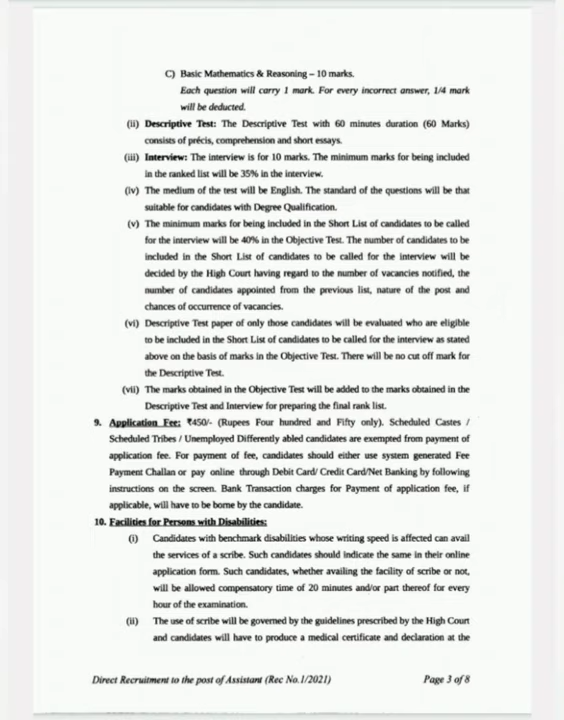 C) Basic Mathematics & Reasoning – 10 marks.
Each question will carry 1 mark. For every incorrect answer, 1/4 mark
will be deducted.
(ii) Descriptive Test: The Descriptive Test with 60 minutes duration (60 Marks)
consists of précis, comprehension and short essays.
(iii) Interview: The interview is for 10 marks. The minimum marks for being included
in the ranked list will be 35% in the interview.
(iv) The medium of the test will be English. The standard of the questions will be that
suitable for candidates with Degree Qualification.
(v) The minimum marks for being included in the Short List of candidates to be called
for the interview will be 40% in the Objective Test. The number of candidates to be
included in the Short List of candidates to be called for the interview will be
decided by the High Court having regard to the number of vacancies notified, the
number of candidates appointed from the previous list, nature of the post and
chances of occurrence of vacancies.
(vi) Descriptive Test paper of only those candidates will be evaluated who are eligible
to be included in the Short List of candidates to be called for the interview as stated
above on the basis of marks in the Objective Test. There will be no cut off mark for
the Descriptive Test.
(vii) The marks obtained in the Objective Test will be added to the marks obtained in the
Descriptive Test and Interview for preparing the final rank list.
9. Application Fee: ₹450/- (Rupees Four hundred and Fifty only). Scheduled Castes /
Scheduled Tribes / Unemployed Differently abled candidates are exempted from payment of
application fee. For payment of fee, candidates should either use system generated Fee
Payment Challan or pay online through Debit Card/ Credit Card/Net Banking by following
instructions on the screen. Bank Transaction charges for Payment of application fee, if
applicable, will have to be borne by the candidate.
10. Facilities for Persons with Disabilities:
(i) Candidates with benchmark disabilities whose writing speed is affected can avail
the services of a scribe. Such candidates should indicate the same in their online
application form. Such candidates, whether availing the facility of scribe or not,
will be allowed compensatory time of 20 minutes and/or part thereof for every
hour of the examination.
(ii) The use of scribe will be governed by the guidelines prescribed by the High Court
and candidates will have to produce a medical certificate and declaration at the
Direct Recruitment to the post of Assistant (Rec No.1/2021) Page 3 of 8